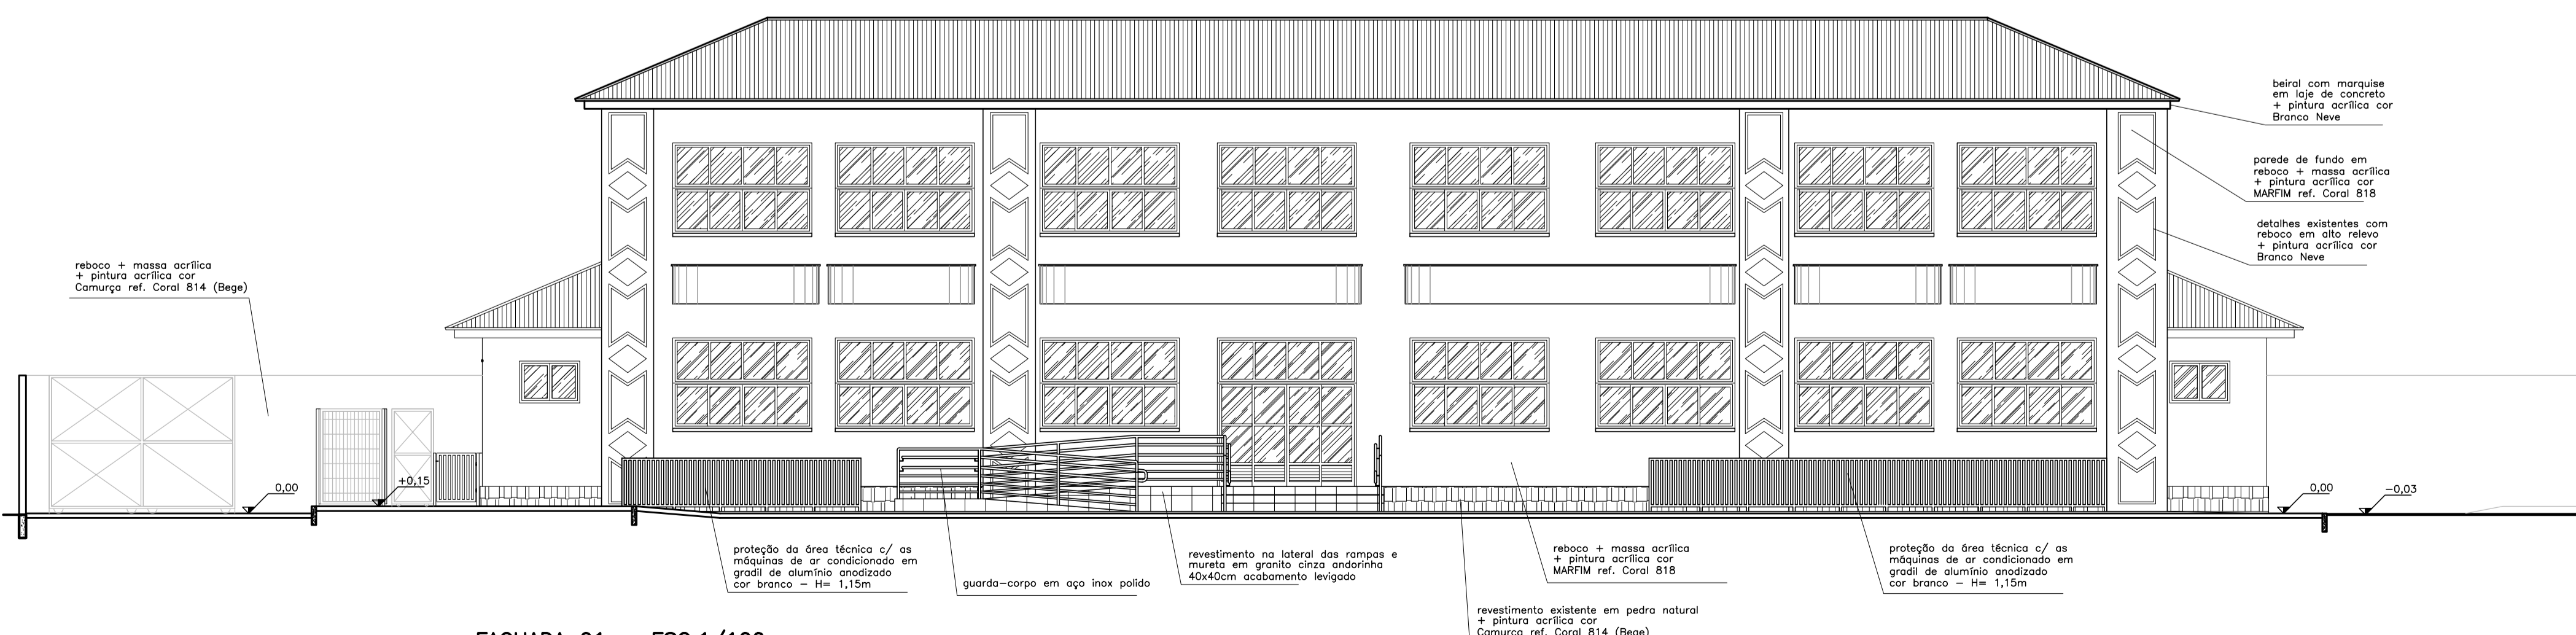 beiral com marquise
em laje de concreto
+ pintura acrílica cor
Branco Neve
parede de fundo em
reboco + massa acrílica
+ pintura acrílica cor
MARFIM ref. Coral 818
detalhes existentes com
reboco em alto relevo
+ pintura acrílica cor
Branco Neve
reboco + massa acrílica
+ pintura acrílica cor
Camurça ref. Coral 814 (Bege)
0,00
+0,15
0,00
-0,03
proteção da área técnica c/ as
máquinas de ar condicionado em
gradil de alumínio anodizado
cor branco - H= 1,15m
guarda-corpo em aço inox polido
revestimento na lateral das rampas e
mureta em granito cinza andorinha
40x40cm acabamento levigado
reboco + massa acrílica
+ pintura acrílica cor
MARFIM ref. Coral 818
proteção da área técnica c/ as
máquinas de ar condicionado em
gradil de alumínio anodizado
cor branco - H= 1,15m
revestimento existente em pedra natural
+ pintura acrílica cor
Camurça ref. Coral 814 (Bege)